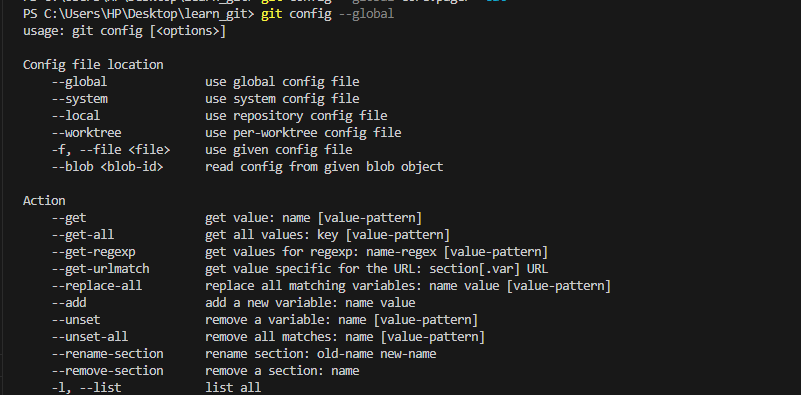 PS C:\Users\HP\Desktop\learn_git> git config --global
usage: git config [<options>]

Config file location
    --global              use global config file
    --system              use system config file
    --local               use repository config file
    --worktree            use per-worktree config file
    -f, --file <file>     use given config file
    --blob <blob-id>      read config from given blob object

Action
    --get                 get value: name [value-pattern]
    --get-all             get all values: key [value-pattern]
    --get-regexp          get values for regexp: name-regex [value-pattern]
    --get-urlmatch        get value specific for the URL: section[.var] URL
    --replace-all         replace all matching variables: name value [value-pattern]
    --add                 add a new variable: name value
    --unset               remove a variable: name [value-pattern]
    --unset-all           remove all matches: name [value-pattern]
    --rename-section      rename section: old-name new-name
    --remove-section      remove a section: name
    -l, --list            list all